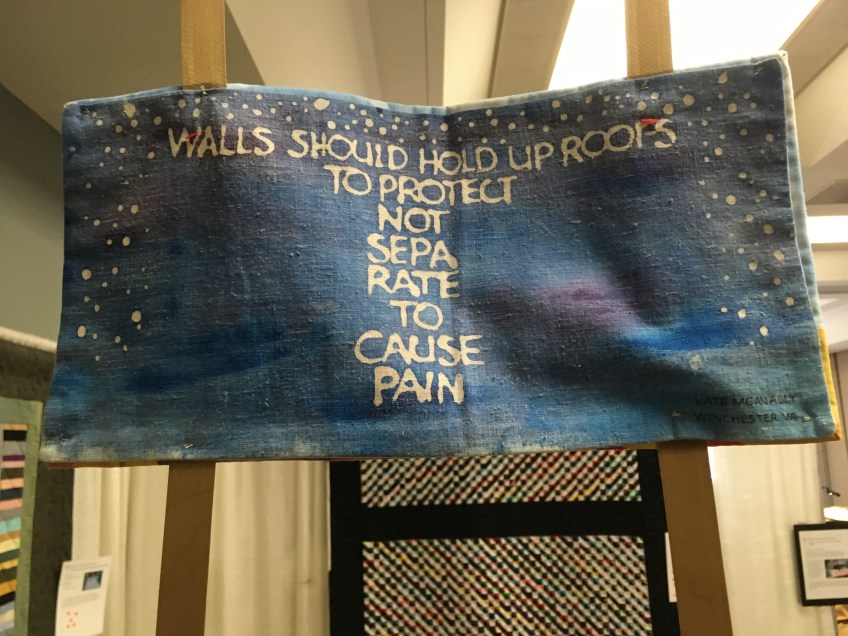 WALLS SHOULD HOLD UP ROOFS
TO PROTECT
NOT
SEPA
RATE
TO
CAUSE
PAIN
KATE MCANALLY
WINCHESTER VA